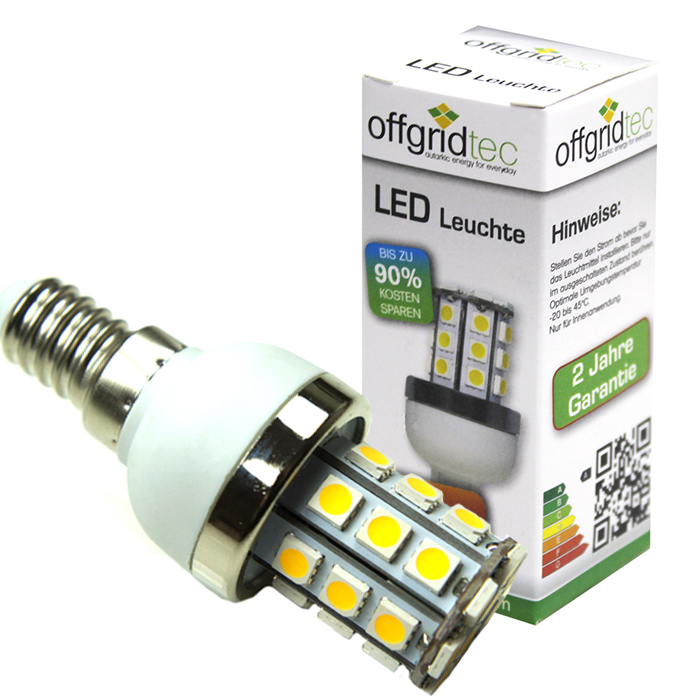 offgridtec
LED Leuchte
offgridtec
autarkic energy for everyday
LED Leuchte
BIS ZU
90%
KOSTEN
SPAREN
offgridtec
autarkic energy for everyday
Hinweise:
Stellen Sie den Strom ab bevor Sie
das Leuchtmittel installieren. Bitte nur
im ausgeschalteten Zustand berühren.
Optimale Umgebungstemperatur
-20 bis 45°C.
Nur für Innenanwendung.
2 Jahre
Garantie
A
A
B
C
D
E
F
G